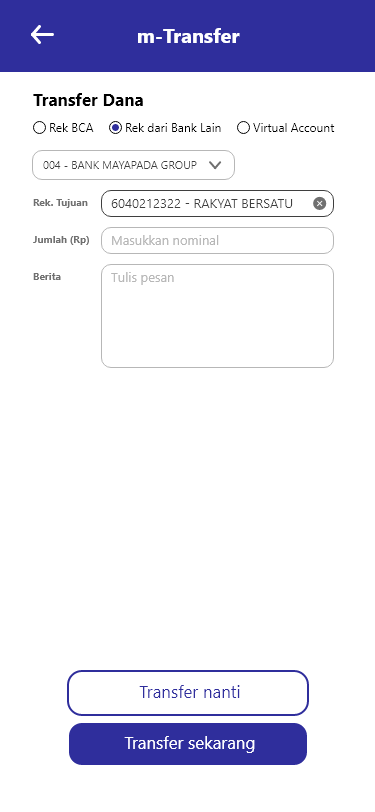 m-Transfer
Transfer Dana
Rek BCA Rek dari Bank Lain Virtual Account
004 - BANK MAYAPADA GROUP
Rek. Tujuan 6040212322 - RAKYAT BERSATU
Jumlah (Rp) Masukkan nominal
Berita Tulis pesan
Transfer nanti
Transfer sekarang